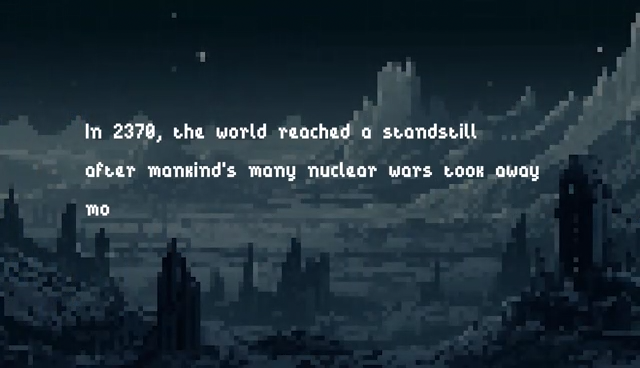 In 2370, the world reached a standstill
after mankind's many nuclear wars took away
mo